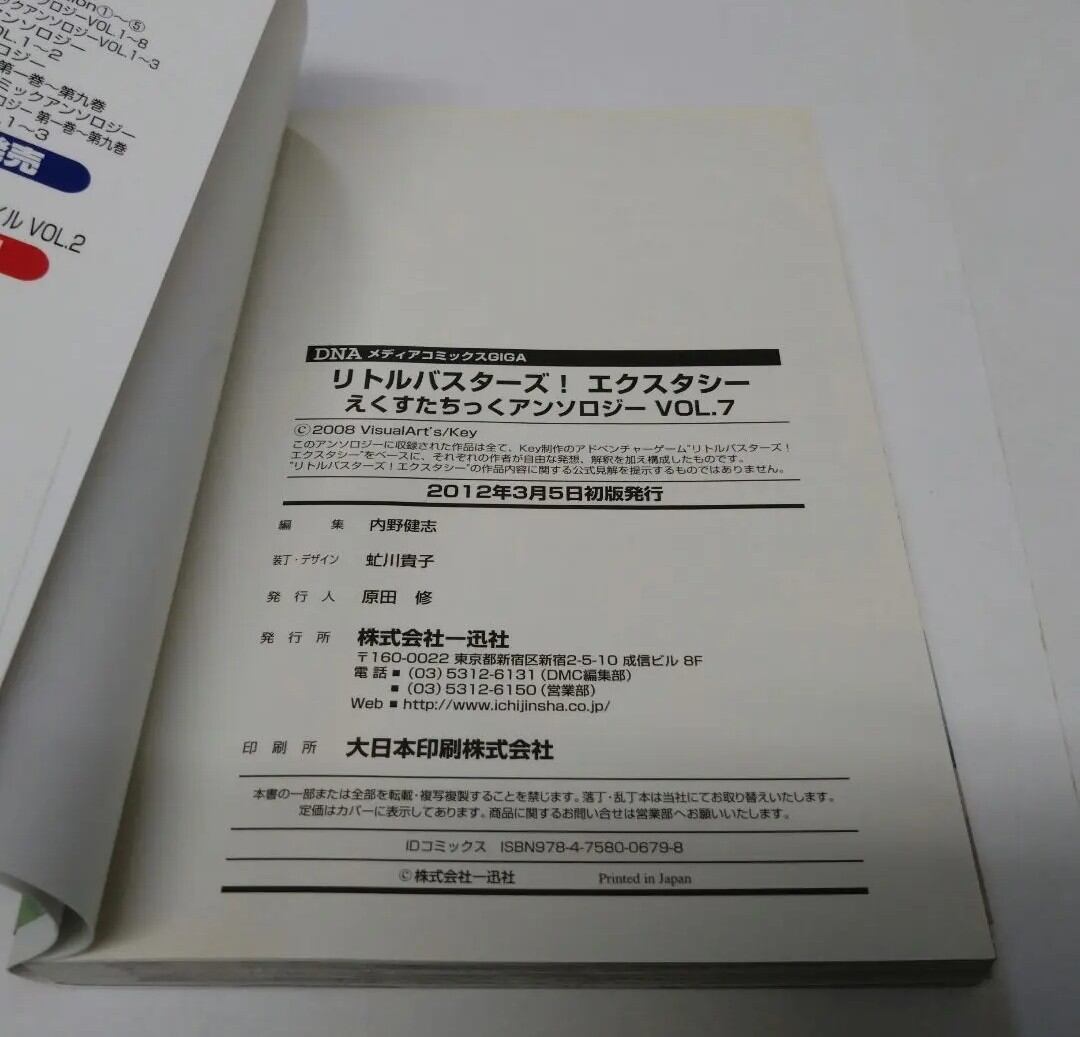 ion①～⑤
ソロジーVOL.1～8
ックアンソロジーVOL.1～3
アンソロジー
OL.1～2
ロジー
第一巻～第九巻
ミックアンソロジー
ロジー 第一巻～第九巻
.1～3
売
イル VOL.2
DNA メディアコミックスGIGA
リトルバスターズ！ エクスタシー
えくすたちっくアンソロジー VOL.7
©2008 VisualArt's/Key
このアンソロジーに収録された作品は全て、Key制作のアドベンチャーゲーム"リトルバスターズ！
エクスタシー"をベースに、それぞれの作者が自由な発想、解釈を加え構成したものです。
"リトルバスターズ！エクスタシー"の作品内容に関する公式見解を提示するものではありません。
2012年3月5日初版発行
編 集 内野健志
装丁・デザイン 虻川貴子
発行人 原田 修
発行所 株式会社一迅社
〒160-0022 東京都新宿区新宿2-5-10 成信ビル 8F
電話■（03）5312-6131（DMC編集部）
■（03）5312-6150（営業部）
Web ■ http://www.ichijinsha.co.jp/
印刷所 大日本印刷株式会社
本書の一部または全部を転載・複写複製することを禁じます。落丁・乱丁本は当社にてお取り替えいたします。
定価はカバーに表示してあります。商品に関するお問い合せは営業部へお願いいたします。
IDコミックス ISBN978-4-7580-0679-8
©株式会社一迅社 Printed in Japan